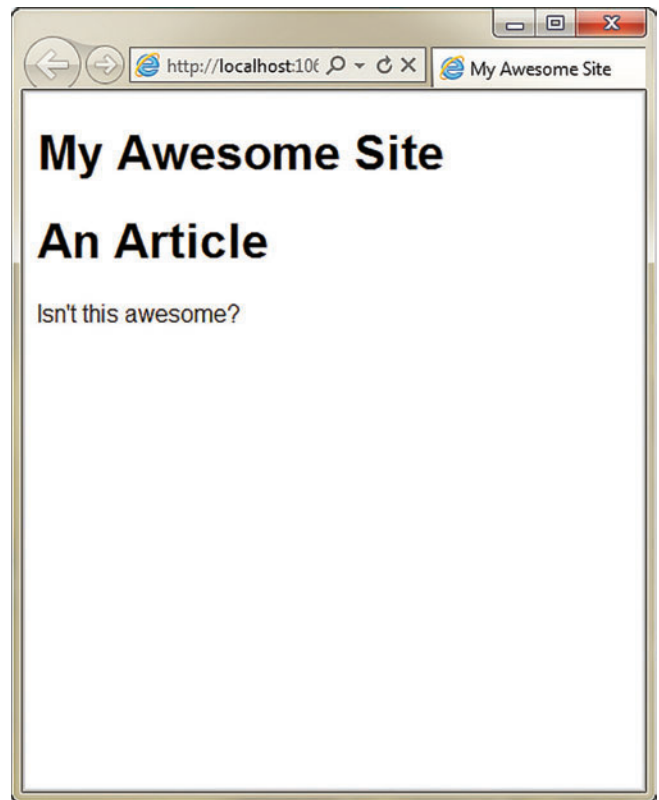 http://localhost:106
My Awesome Site
My Awesome Site
An Article
Isn't this awesome?